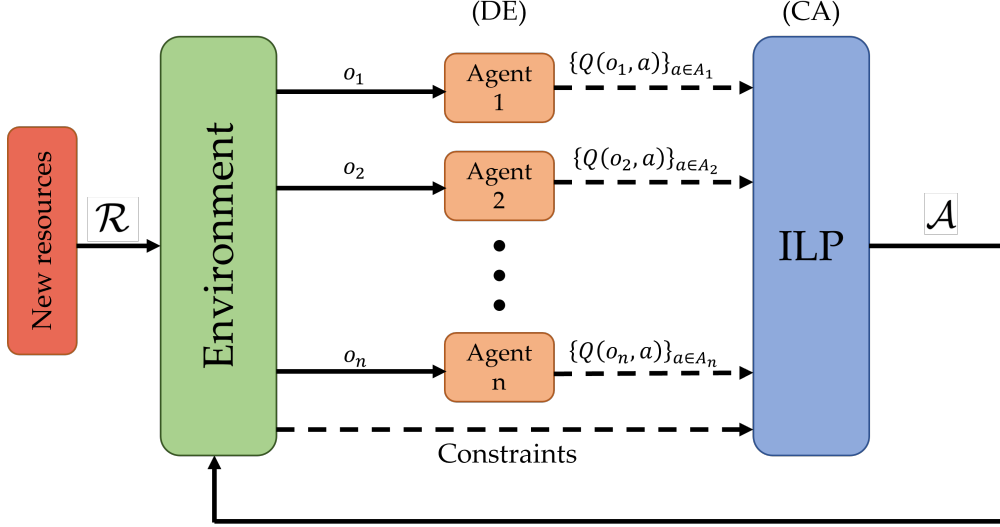 (DE)
(CA)
New resources
ℛ
Environment
o₁
Agent
1
{Q(o₁, a)}ₐ∈A₁
o₂
Agent
2
{Q(o₂, a)}ₐ∈A₂
oₙ
Agent
n
{Q(oₙ, a)}ₐ∈Aₙ
Constraints
ILP
𝒜